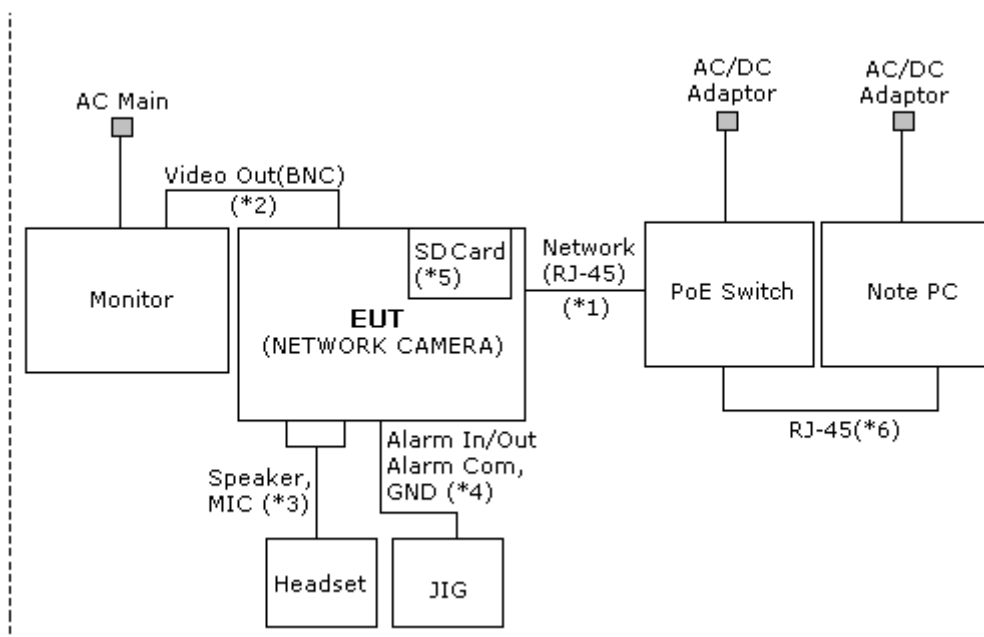 AC/DC
Adaptor
AC/DC
Adaptor
AC Main
Video Out(BNC)
(*2)
SD Card
(*5)
Network
(RJ-45)
(*1)
Monitor
EUT
(NETWORK CAMERA)
PoE Switch
Note PC
RJ-45(*6)
Alarm In/Out
Alarm Com,
GND (*4)
Speaker,
MIC (*3)
Headset
JIG